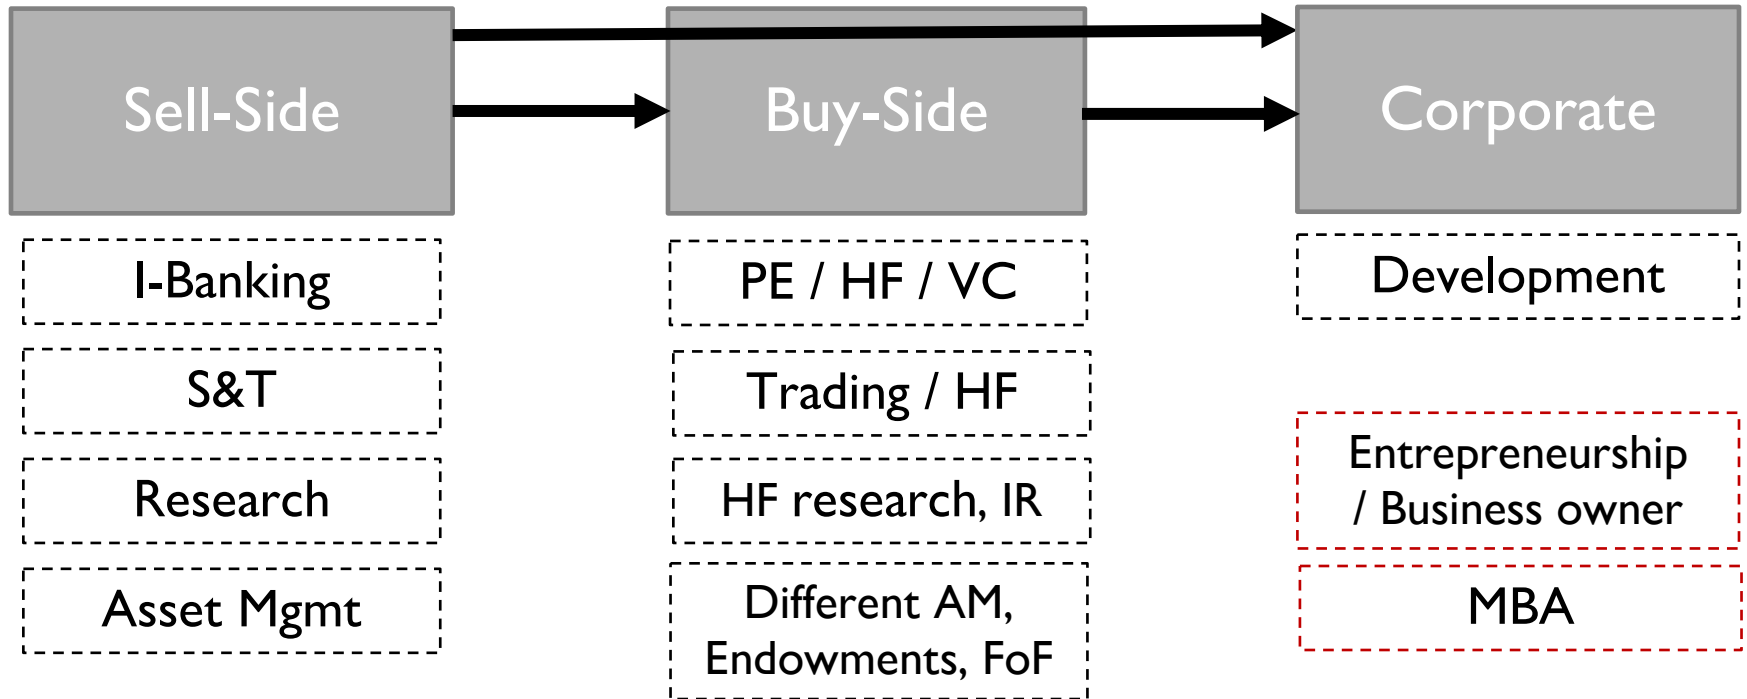 Sell-Side
Buy-Side
Corporate
I-Banking
PE / HF / VC
Development
S&T
Trading / HF
Research
HF research, IR
Entrepreneurship
/ Business owner
Asset Mgmt
Different AM,
Endowments, FoF
MBA